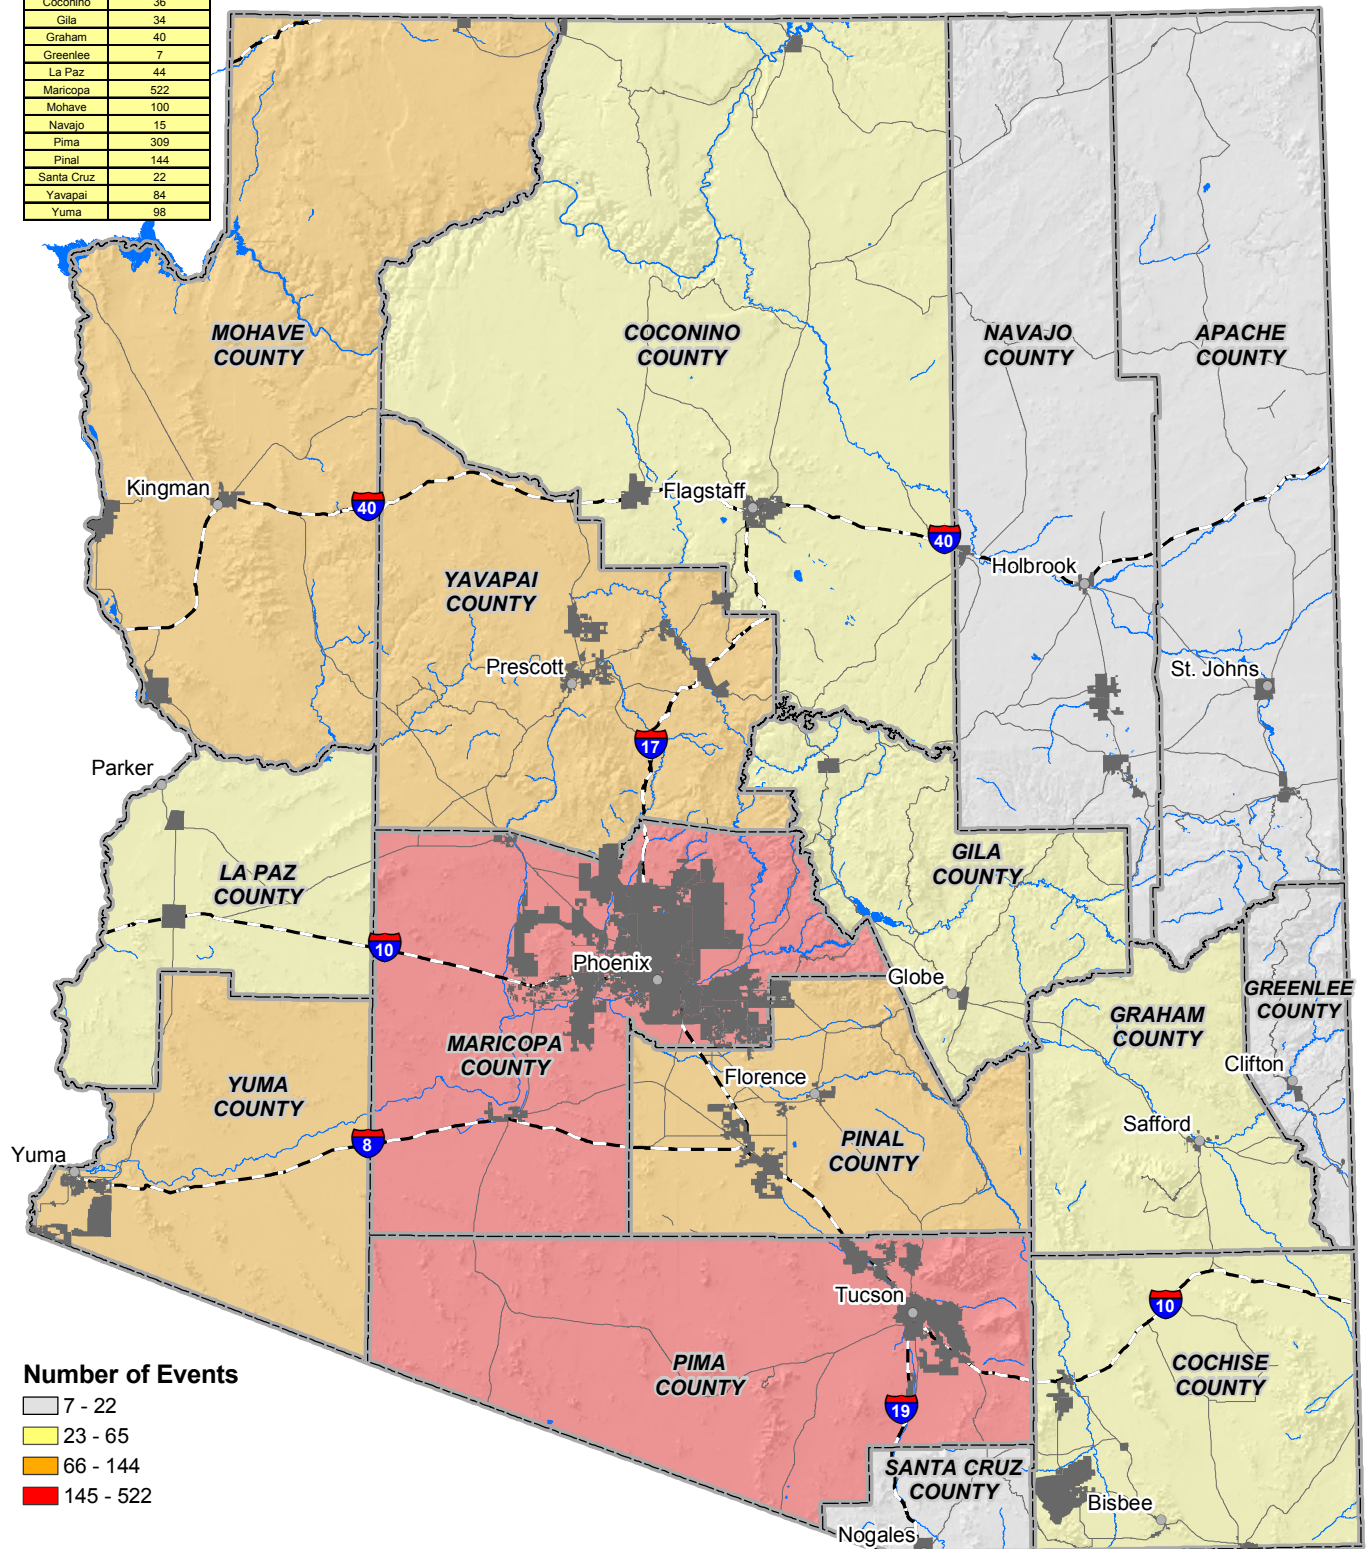 Coconino 36
Gila 34
Graham 40
Greenlee 7
La Paz 44
Maricopa 522
Mohave 100
Navajo 15
Pima 309
Pinal 144
Santa Cruz 22
Yavapai 84
Yuma 98
MOHAVE
COUNTY
COCONINO
COUNTY
NAVAJO
COUNTY
APACHE
COUNTY
Kingman
40
Flagstaff
40
Holbrook
YAVAPAI
COUNTY
Prescott
St. Johns
17
Parker
LA PAZ
COUNTY
GILA
COUNTY
10
Phoenix
Globe
GREENLEE
COUNTY
GRAHAM
COUNTY
MARICOPA
COUNTY
Clifton
Florence
YUMA
COUNTY
Safford
PINAL
COUNTY
8
Yuma
Tucson
10
PIMA
COUNTY
COCHISE
COUNTY
19
SANTA CRUZ
COUNTY
Bisbee
Nogales
Number of Events
7 - 22
23 - 65
66 - 144
145 - 522